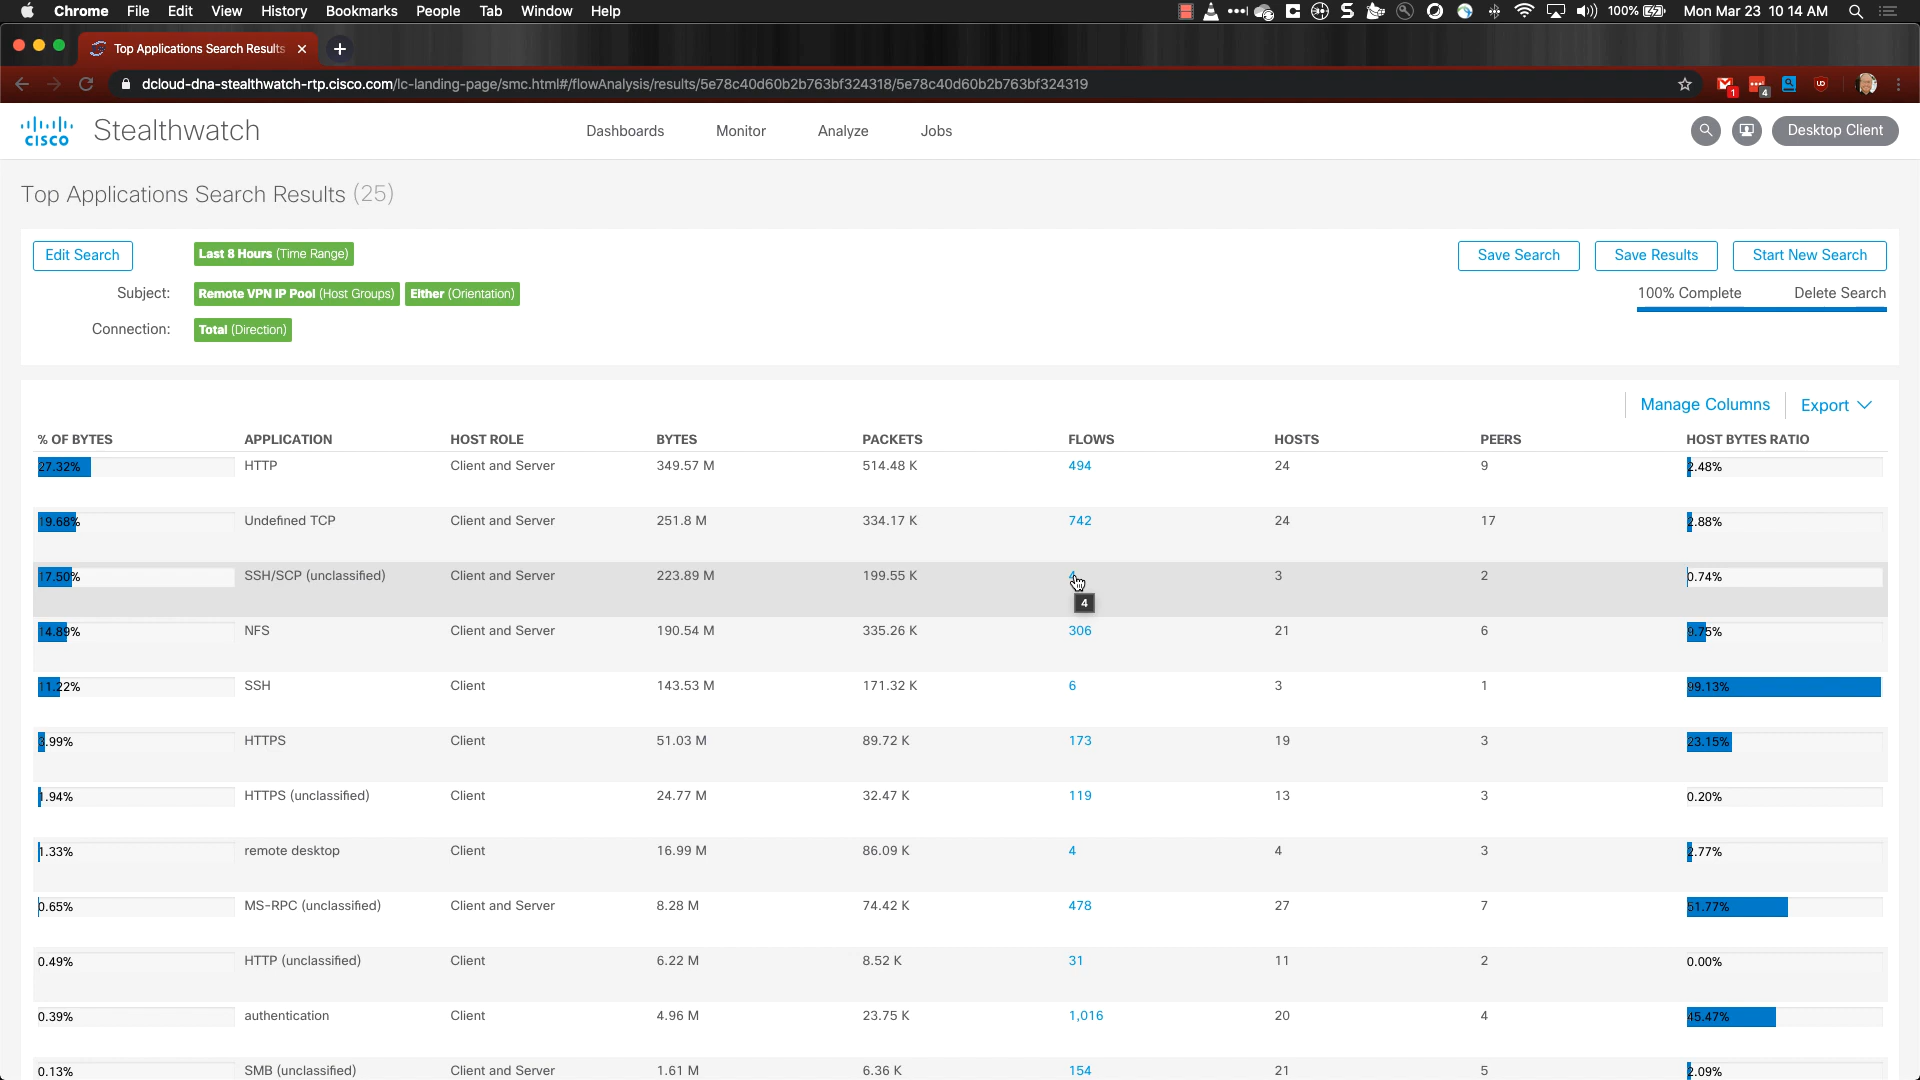 Chrome File Edit View History Bookmarks People Tab Window Help 100% Mon Mar 23 10 14 AM
Top Applications Search Results
dcloud-dna-stealthwatch-rtp.cisco.com/lc-landing-page/smc.html#/flowAnalysis/results/5e78c40d60b2b763bf324318/5e78c40d60b2b763bf324319 1 4
CISCO Stealthwatch Dashboards Monitor Analyze Jobs Desktop Client
Top Applications Search Results (25)
Edit Search Last 8 Hours (Time Range) Save Search Save Results Start New Search
Subject: Remote VPN IP Pool (Host Groups) Either (Orientation) 100% Complete Delete Search
Connection: Total (Direction)
Manage Columns Export
% OF BYTES APPLICATION HOST ROLE BYTES PACKETS FLOWS HOSTS PEERS HOST BYTES RATIO
27.32% HTTP Client and Server 349.57 M 514.48 K 494 24 9 2.48%
19.68% Undefined TCP Client and Server 251.8 M 334.17 K 742 24 17 2.88%
17.50% SSH/SCP (unclassified) Client and Server 223.89 M 199.55 K 4 3 2 0.74%
4
14.89% NFS Client and Server 190.54 M 335.26 K 306 21 6 9.75%
11.22% SSH Client 143.53 M 171.32 K 6 3 1 99.13%
3.99% HTTPS Client 51.03 M 89.72 K 173 19 3 23.15%
1.94% HTTPS (unclassified) Client 24.77 M 32.47 K 119 13 3 0.20%
1.33% remote desktop Client 16.99 M 86.09 K 4 4 3 2.77%
0.65% MS-RPC (unclassified) Client and Server 8.28 M 74.42 K 478 27 7 51.77%
0.49% HTTP (unclassified) Client 6.22 M 8.52 K 31 11 2 0.00%
0.39% authentication Client 4.96 M 23.75 K 1,016 20 4 45.47%
0.13% SMB (unclassified) Client and Server 1.61 M 6.36 K 154 21 5 2.09%